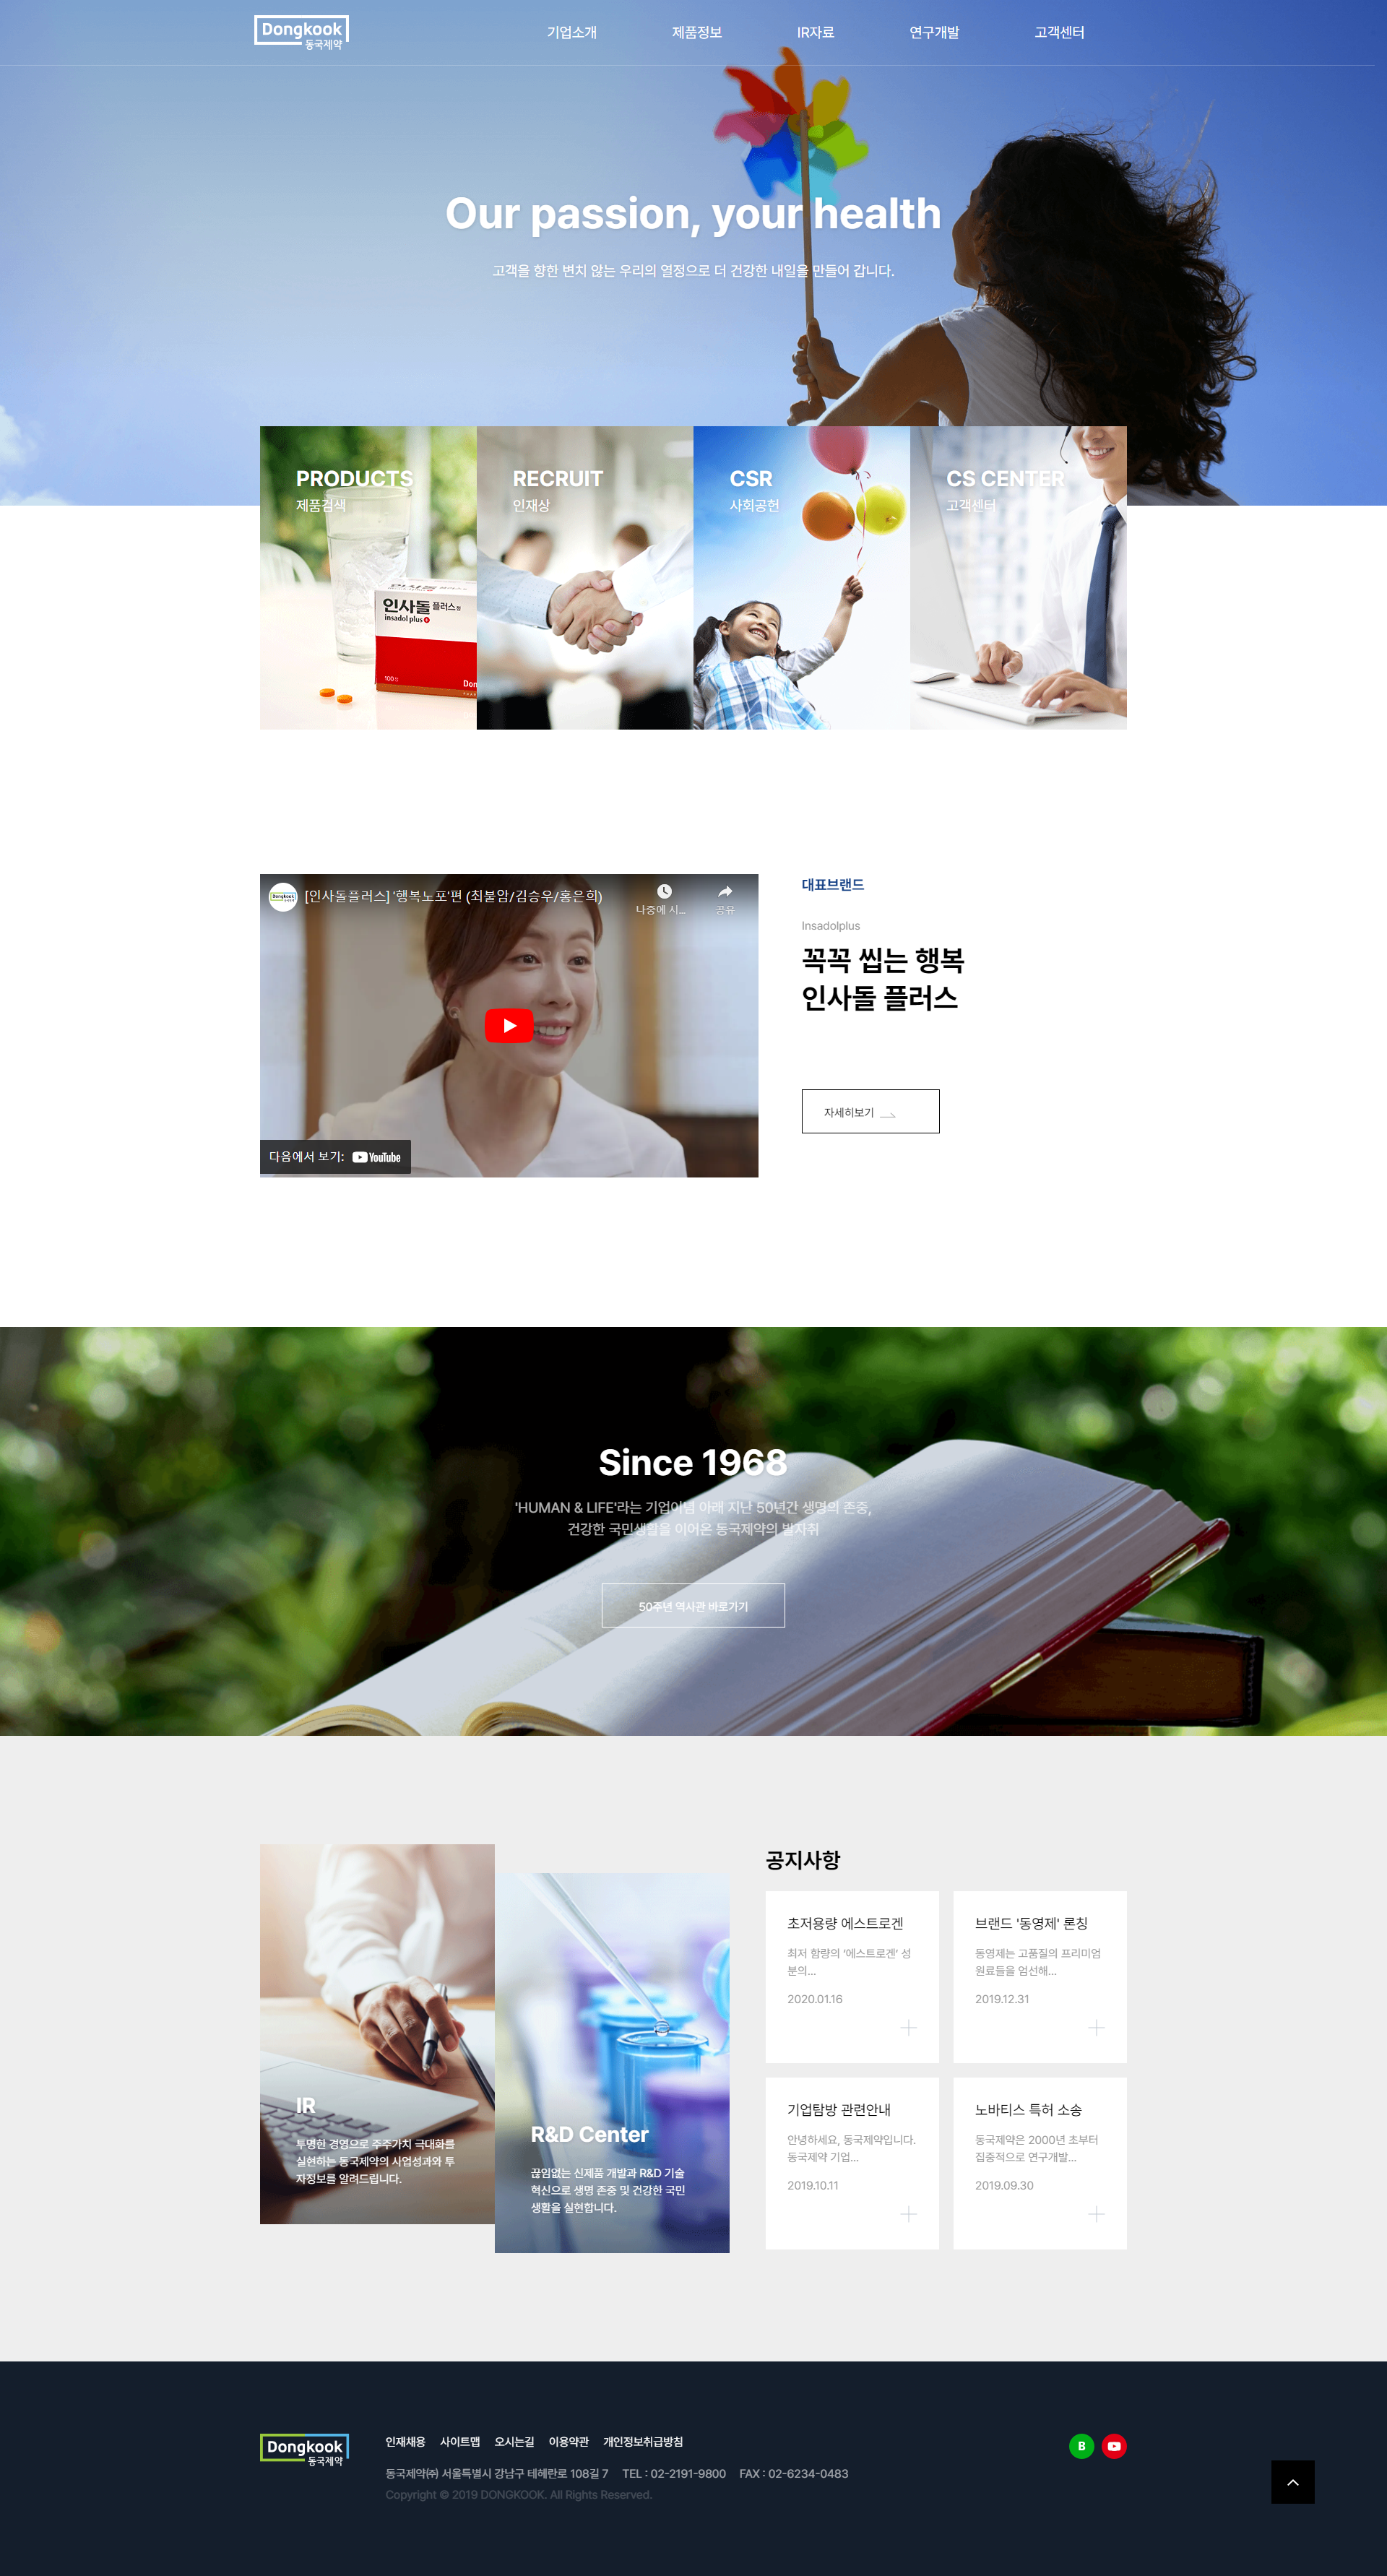 Dongkook
동국제약
기업소개
제품정보
IR자료
연구개발
고객센터
Our passion, your health
고객을 향한 변치 않는 우리의 열정으로 더 건강한 내일을 만들어 갑니다.
PRODUCTS
제품검색
인사돌 플러스정
insadol plus
100정
Don
RECRUIT
인재상
CSR
사회공헌
CS CENTER
고객센터
Dongkook
[인사돌플러스] '행복노포'편 (최불암/김승우/홍은희)
나중에 시...
공유
다음에서 보기: YouTube
대표브랜드
Insadolplus
꼭꼭 씹는 행복
인사돌 플러스
자세히보기
Since 1968
'HUMAN & LIFE'라는 기업이념 아래 지난 50년간 생명의 존중,
건강한 국민생활을 이어온 동국제약의 발자취
50주년 역사관 바로가기
IR
투명한 경영으로 주주가치 극대화를
실현하는 동국제약의 사업성과와 투
자정보를 알려드립니다.
R&D Center
끊임없는 신제품 개발과 R&D 기술
혁신으로 생명 존중 및 건강한 국민
생활을 실현합니다.
공지사항
초저용량 에스트로겐
최저 함량의 '에스트로겐' 성
분의...
2020.01.16
브랜드 '동영제' 론칭
동영제는 고품질의 프리미엄
원료들을 엄선해...
2019.12.31
기업탐방 관련안내
안녕하세요, 동국제약입니다.
동국제약 기업...
2019.10.11
노바티스 특허 소송
동국제약은 2000년 초부터
집중적으로 연구개발...
2019.09.30
Dongkook
동국제약
인재채용
사이트맵
오시는길
이용약관
개인정보취급방침
동국제약㈜ 서울특별시 강남구 테헤란로 108길 7 TEL : 02-2191-9800 FAX : 02-6234-0483
Copyright © 2019 DONGKOOK. All Rights Reserved.
B